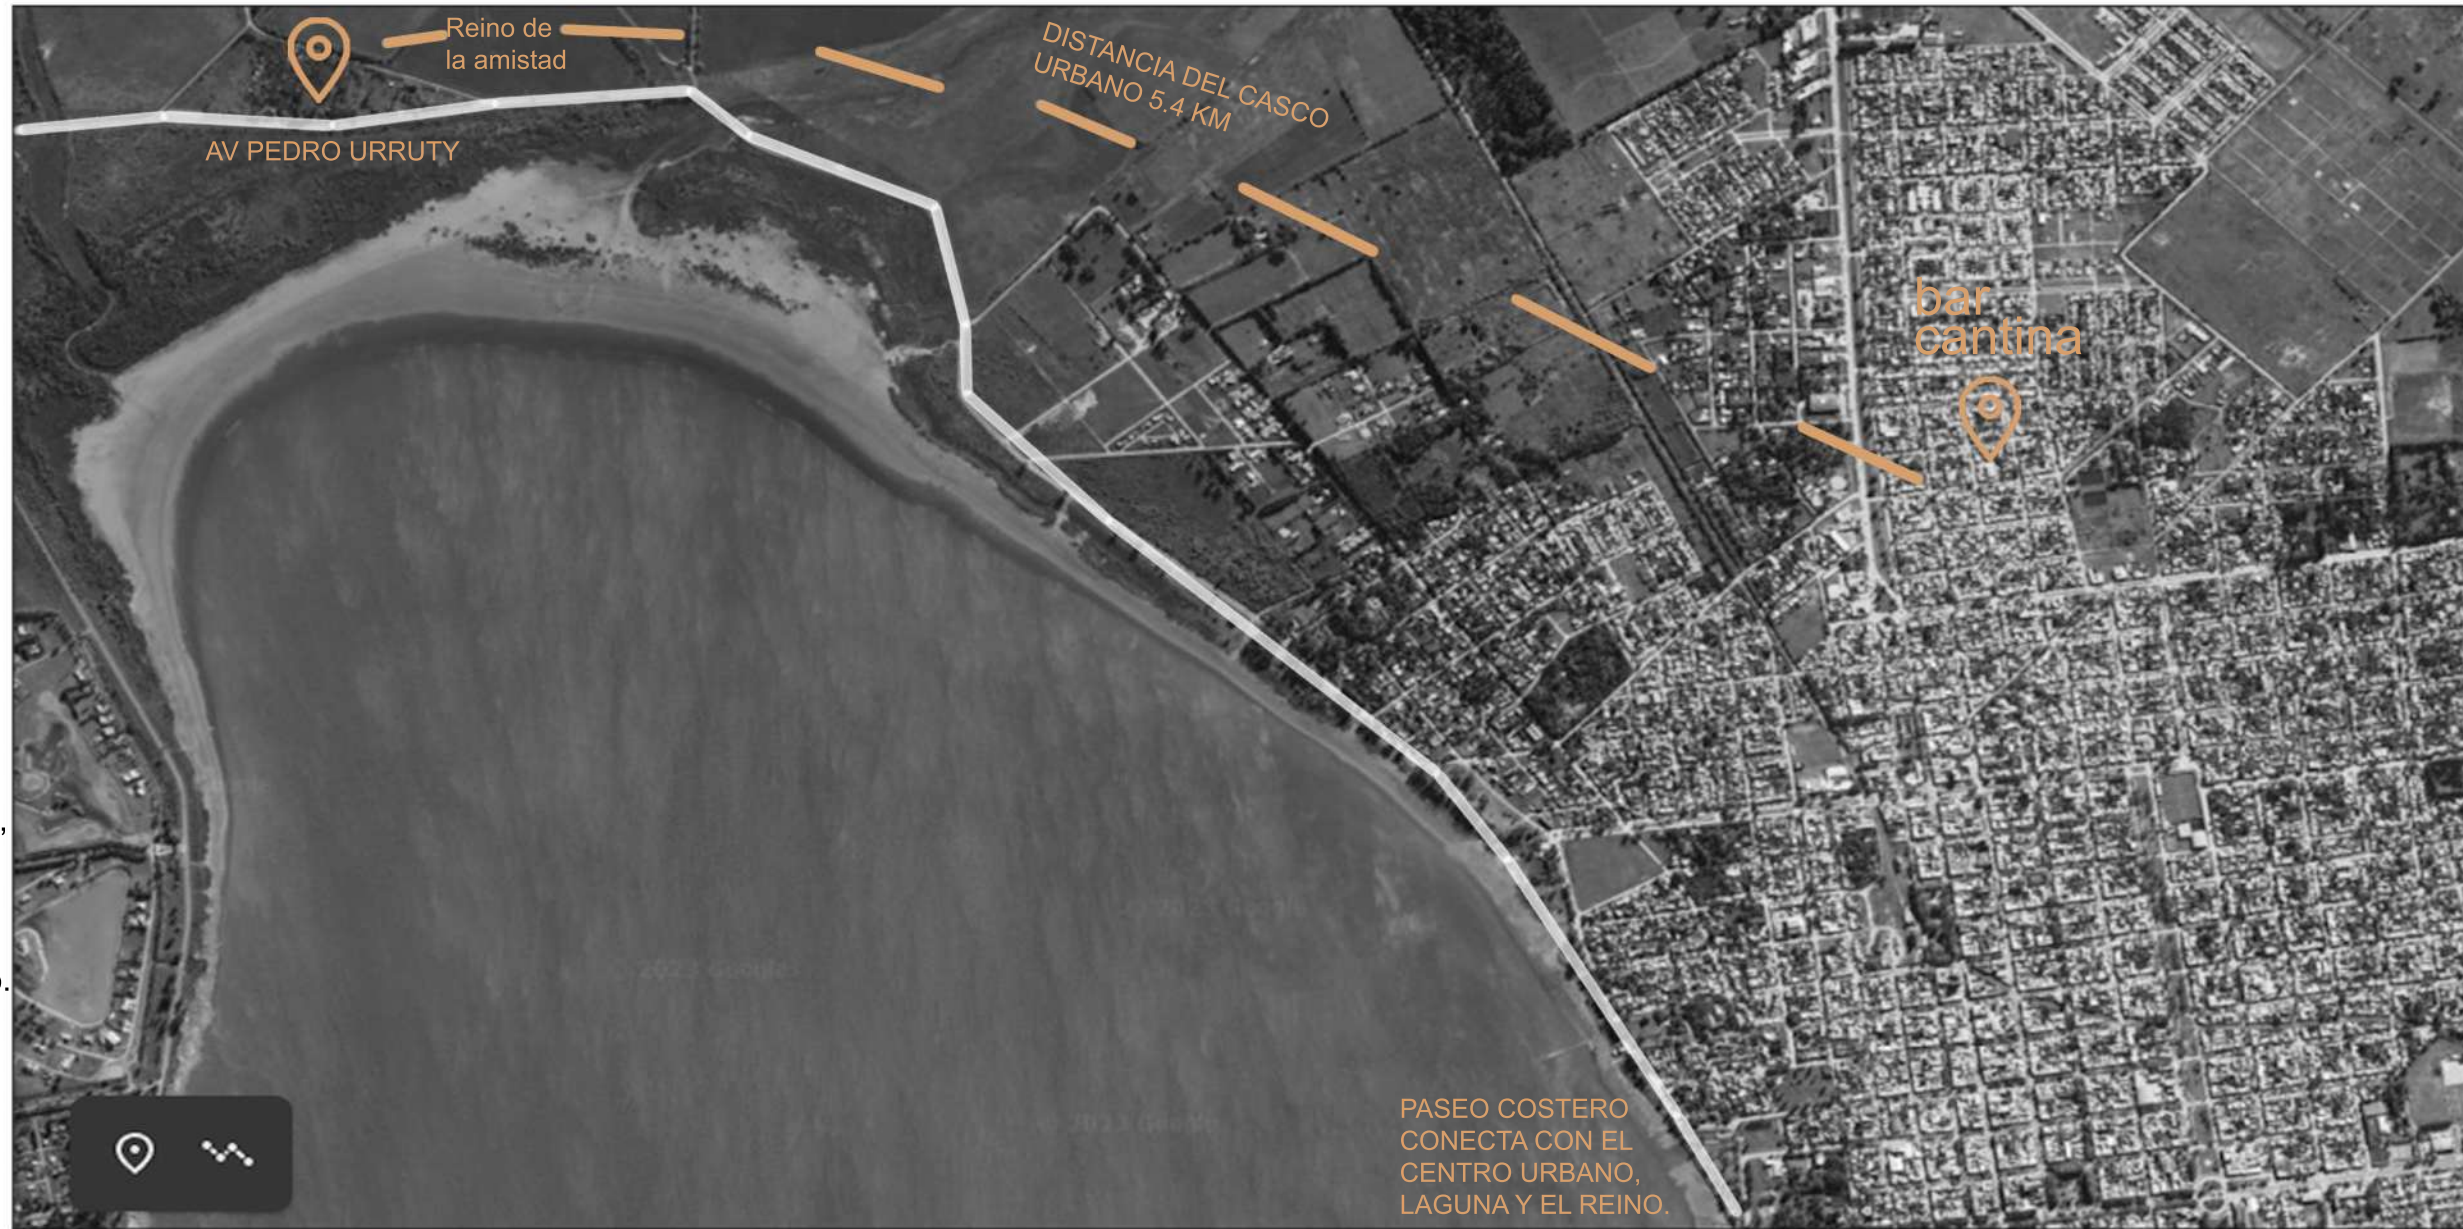 Reino de
la amistad
DISTANCIA DEL CASCO
URBANO 5.4 KM
AV PEDRO URRUTY
bar
cantina
PASEO COSTERO
CONECTA CON EL
CENTRO URBANO,
LAGUNA Y EL REINO.